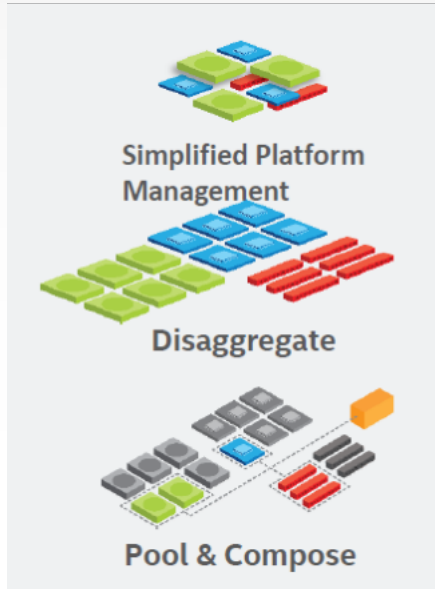 Simplified Platform
Management
Disaggregate
Pool & Compose